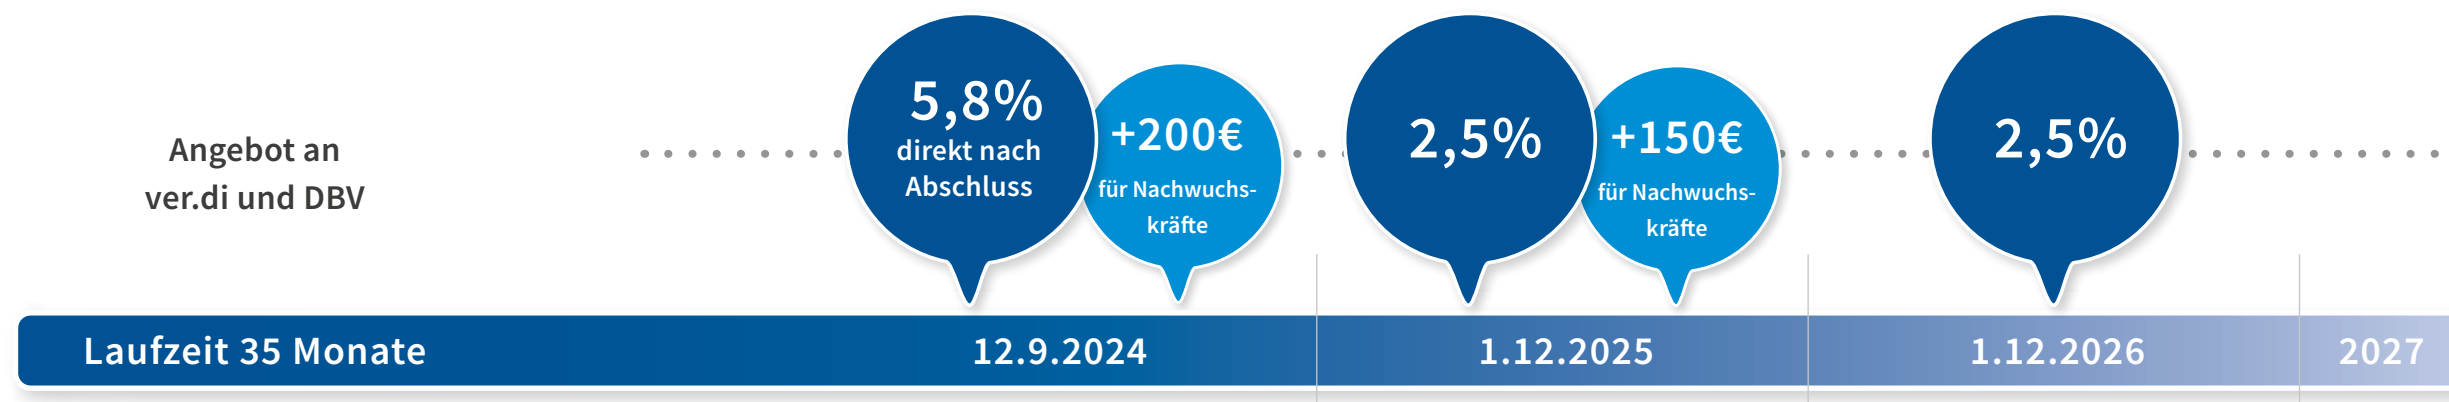 Angebot an
ver.di und DBV
5,8%
direkt nach
Abschluss
+200€
für Nachwuchs-
kräfte
2,5%
+150€
für Nachwuchs-
kräfte
2,5%
Laufzeit 35 Monate
12.9.2024
1.12.2025
1.12.2026
2027